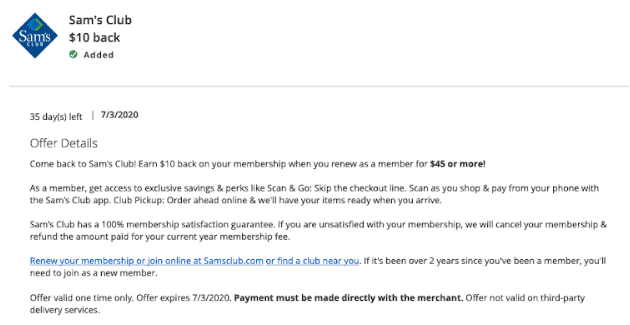 Sam's Club
Sam's
CLUB
$10 back
Added
35 day(s) left | 7/3/2020
Offer Details
Come back to Sam's Club! Earn $10 back on your membership when you renew as a member for $45 or more!
As a member, get access to exclusive savings & perks like Scan & Go: Skip the checkout line. Scan as you shop & pay from your phone with
the Sam's Club app. Club Pickup: Order ahead online & we'll have your items ready when you arrive.
Sam's Club has a 100% membership satisfaction guarantee. If you are unsatisfied with your membership, we will cancel your membership &
refund the amount paid for your current year membership fee.
Renew your membership or join online at Samsclub.com or find a club near you. If it's been over 2 years since you've been a member, you'll
need to join as a new member.
Offer valid one time only. Offer expires 7/3/2020. Payment must be made directly with the merchant. Offer not valid on third-party
delivery services.